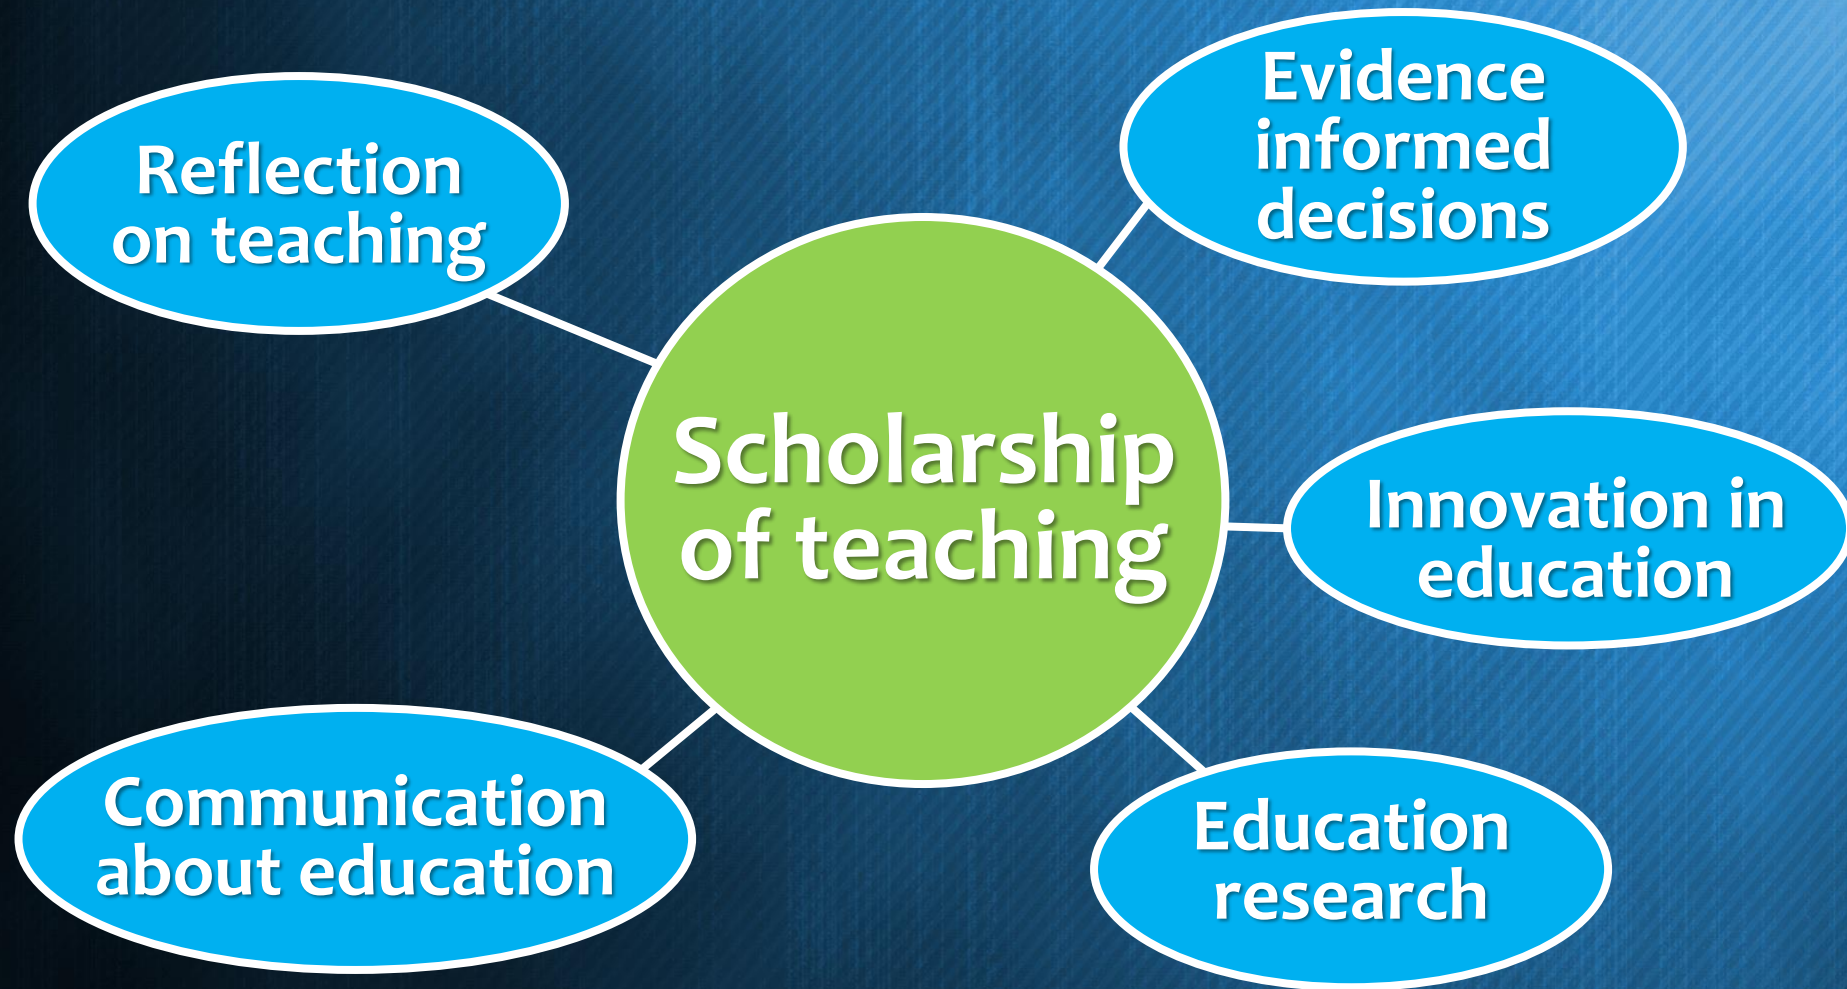 Reflection
on teaching
Evidence
informed
decisions
Scholarship
of teaching
Innovation in
education
Communication
about education
Education
research